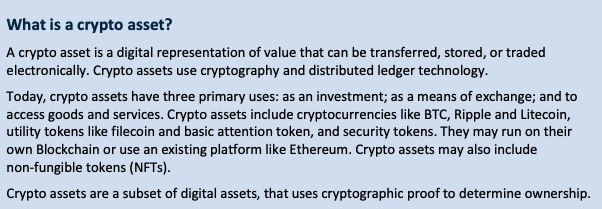 What is a crypto asset?
A crypto asset is a digital representation of value that can be transferred, stored, or traded
electronically. Crypto assets use cryptography and distributed ledger technology.
Today, crypto assets have three primary uses: as an investment; as a means of exchange; and to
access goods and services. Crypto assets include cryptocurrencies like BTC, Ripple and Litecoin,
utility tokens like filecoin and basic attention token, and security tokens. They may run on their
own Blockchain or use an existing platform like Ethereum. Crypto assets may also include
non-fungible tokens (NFTs).
Crypto assets are a subset of digital assets, that uses cryptographic proof to determine ownership.